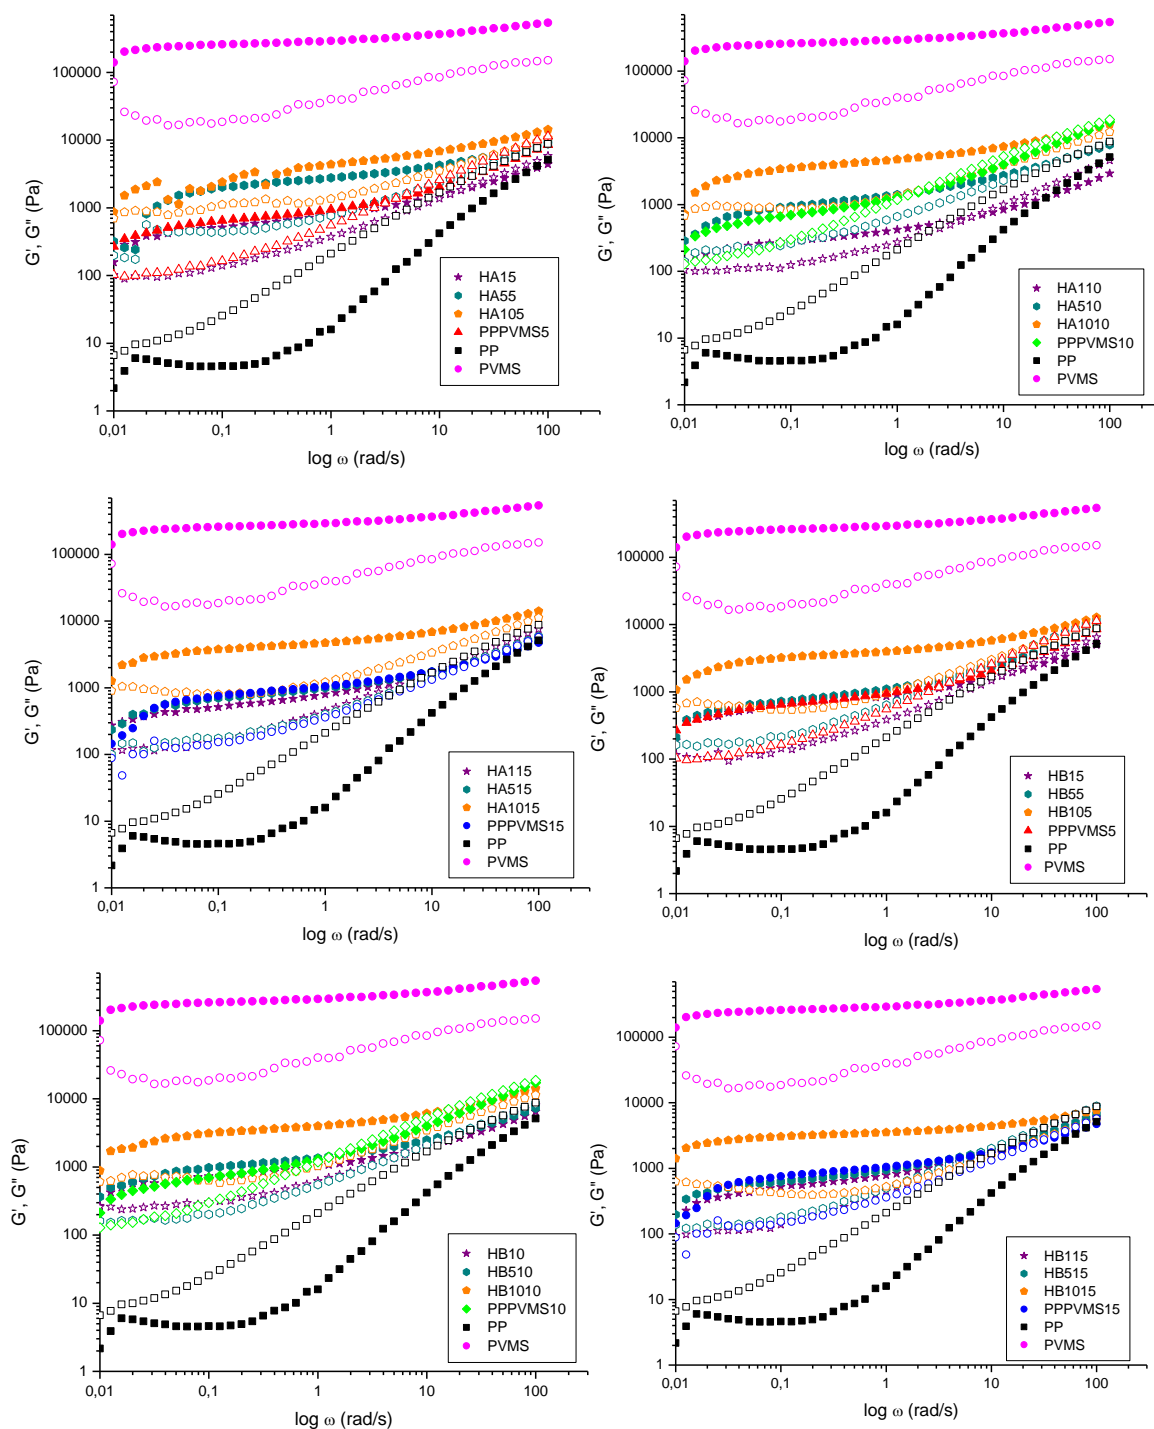 G', G'' (Pa)
100000
10000
1000
100
10
1
0,01
0,1
1
10
100
log ω (rad/s)
HA15
HA55
HA105
PPPVMS5
PP
PVMS
G', G'' (Pa)
100000
10000
1000
100
10
1
0,01
0,1
1
10
100
log ω (rad/s)
HA110
HA510
HA1010
PPPVMS10
PP
PVMS
G', G'' (Pa)
100000
10000
1000
100
10
1
0,01
0,1
1
10
100
log ω (rad/s)
HA115
HA515
HA1015
PPPVMS15
PP
PVMS
G', G'' (Pa)
100000
10000
1000
100
10
1
0,01
0,1
1
10
100
log ω (rad/s)
HB15
HB55
HB105
PPPVMS5
PP
PVMS
G', G'' (Pa)
100000
10000
1000
100
10
1
0,01
0,1
1
10
100
log ω (rad/s)
HB10
HB510
HB1010
PPPVMS10
PP
PVMS
G', G'' (Pa)
100000
10000
1000
100
10
1
0,01
0,1
1
10
100
log ω (rad/s)
HB115
HB515
HB1015
PPPVMS15
PP
PVMS